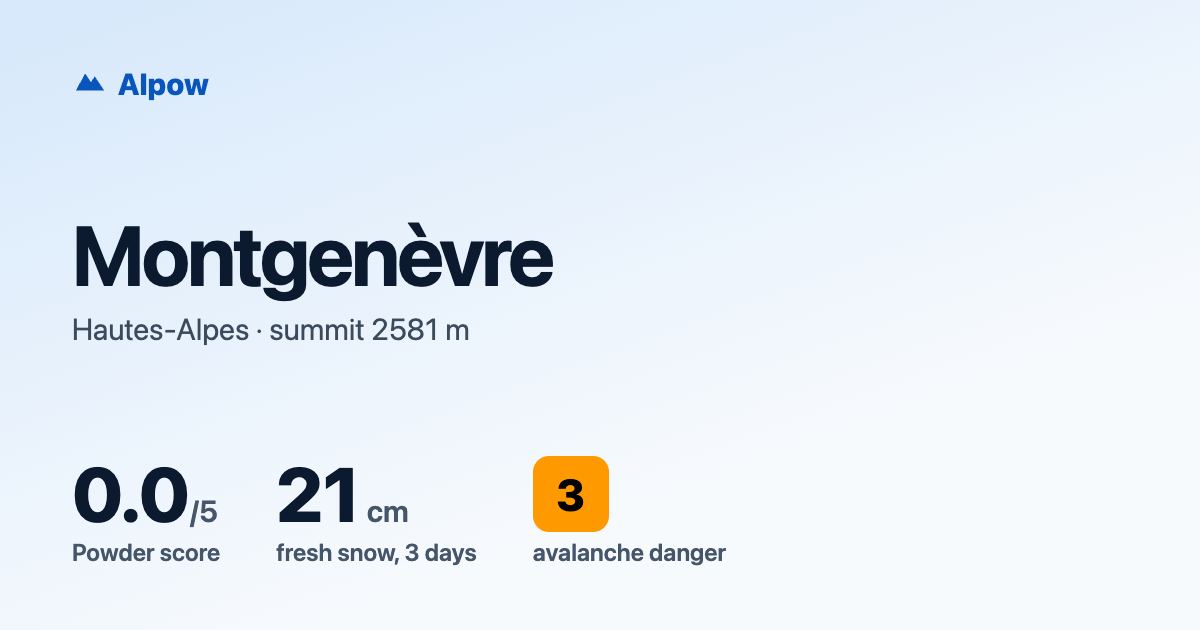 Alpow
Montgenèvre
Hautes-Alpes · summit 2581 m
0.0/5
Powder score
21 cm
fresh snow, 3 days
3
avalanche danger